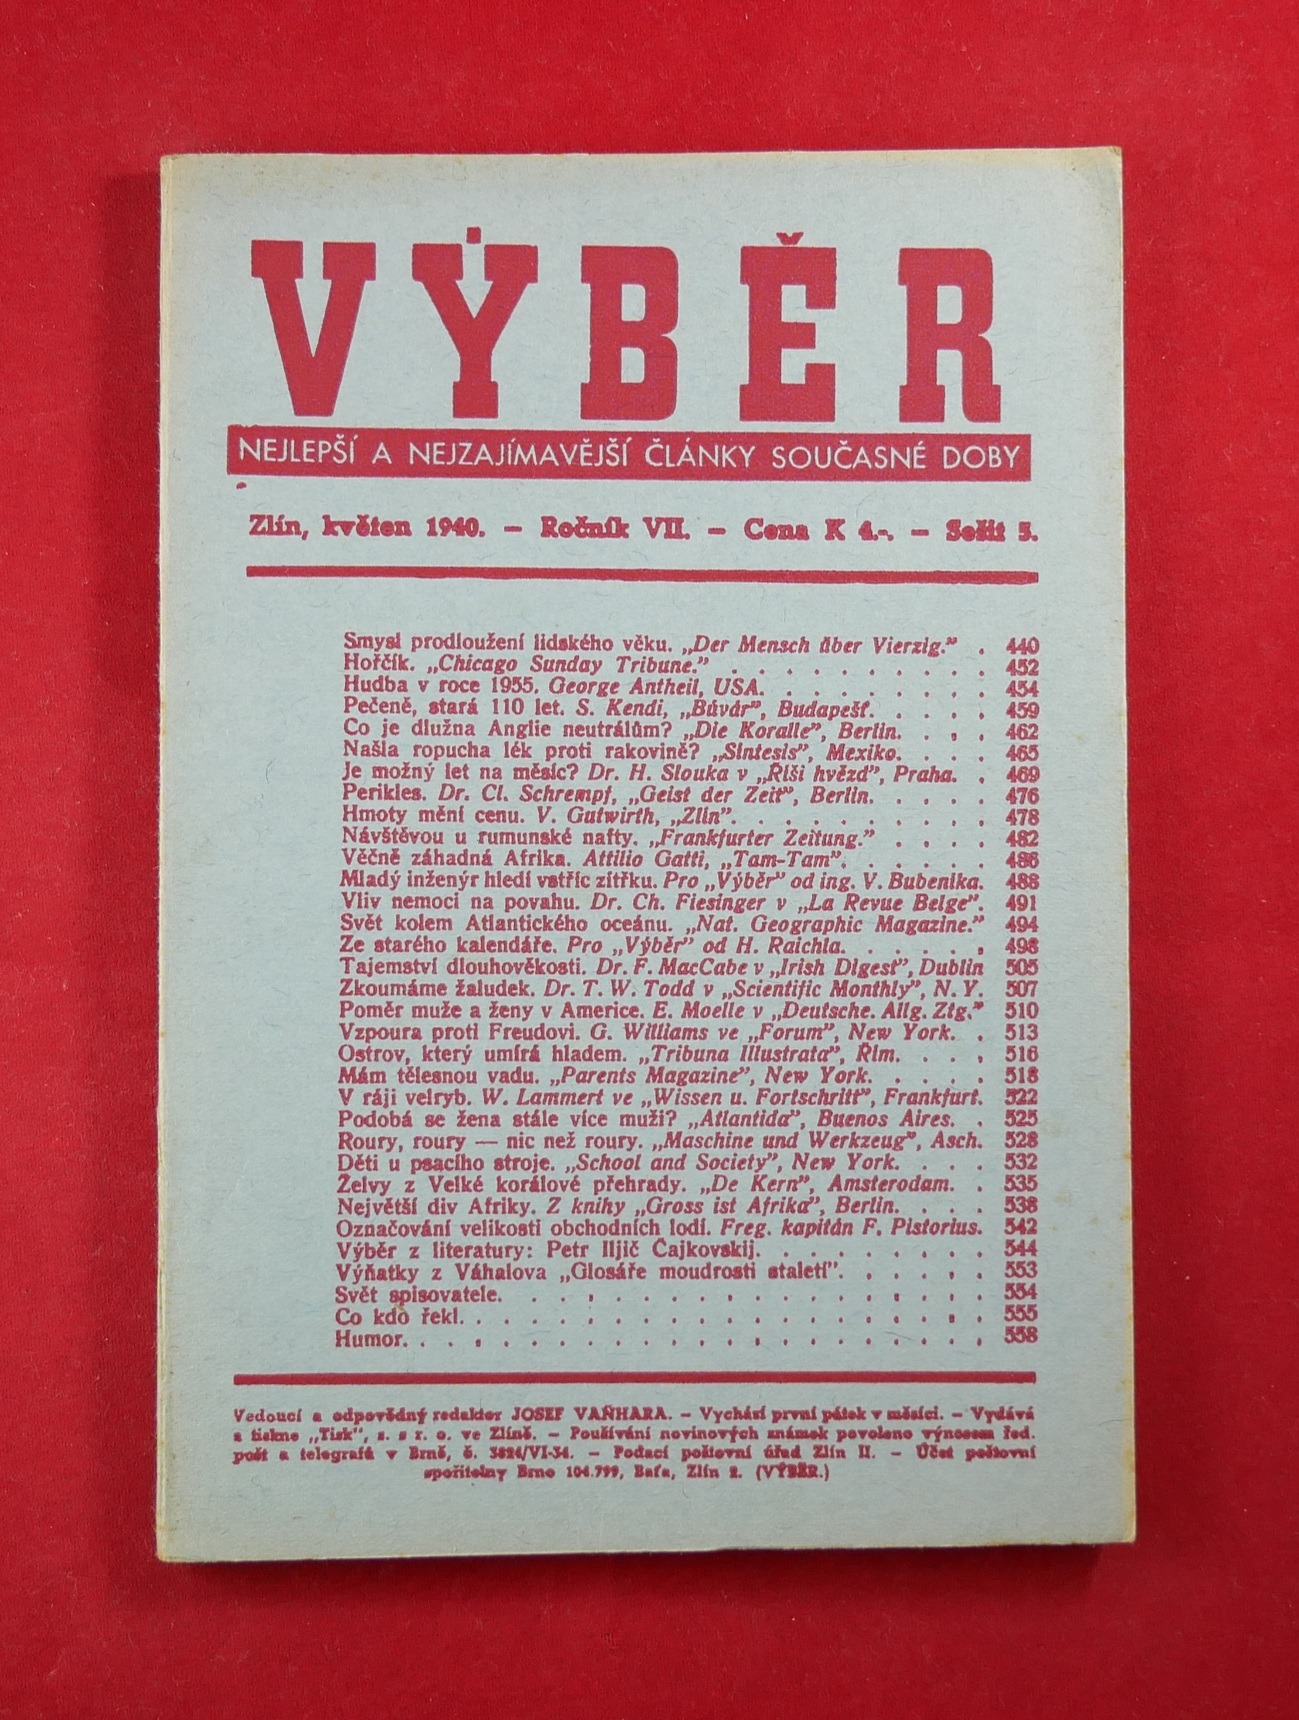 VÝBĚR
NEJLEPŠÍ A NEJZAJÍMAVĚJŠÍ ČLÁNKY SOUČASNÉ DOBY
Zlín, květen 1940. – Ročník VII. – Cena K 4.-. – Sešit 5.
Smysl prodloužení lidského věku. „Der Mensch über Vierzig.” . 440
Hořčík. „Chicago Sunday Tribune.” . . . . . . . . . . 452
Hudba v roce 1955. George Antheil, USA. . . . . . . . . 454
Pečeně, stará 110 let. S. Kendi, „Búvár”, Budapešť. . . . . 459
Co je dlužna Anglie neutrálům? „Die Koralle”, Berlin. . . . 462
Našla ropucha lék proti rakovině? „Sintesis”, Mexiko. . . . 465
Je možný let na měsíc? Dr. H. Slouka v „Říši hvězd”, Praha. . 469
Perikles. Dr. Cl. Schrempf, „Geist der Zeit”, Berlin. . . . . 476
Hmoty mění cenu. V. Gutwirth, „Zlín”. . . . . . . . . . 478
Návštěvou u rumunské nafty. „Frankfurter Zeitung.” . . . . 482
Věčně záhadná Afrika. Attilio Gatti, „Tam-Tam”. . . . . . 486
Mladý inženýr hledí vstříc zítřku. Pro „Výběr” od ing. V. Bubeníka. 488
Vliv nemocí na povahu. Dr. Ch. Fiesinger v „La Revue Belge”. 491
Svět kolem Atlantického oceánu. „Nat. Geographic Magazine.” 494
Ze starého kalendáře. Pro „Výběr” od H. Raichla. . . . . . 498
Tajemství dlouhověkosti. Dr. F. MacCabe v „Irish Digest”, Dublin 505
Zkoumáme žaludek. Dr. T. W. Todd v „Scientific Monthly”, N. Y. 507
Poměr muže a ženy v Americe. E. Moelle v „Deutsche. Allg. Ztg.” 510
Vzpoura proti Freudovi. G. Williams ve „Forum”, New York. . 513
Ostrov, který umírá hladem. „Tribuna Illustrata”, Řím. . . . 516
Mám tělesnou vadu. „Parents Magazine”, New York. . . . . 518
V ráji velryb. W. Lammert ve „Wissen u. Fortschritt”, Frankfurt. 522
Podobá se žena stále více muži? „Atlantida”, Buenos Aires. . 525
Roury, roury — nic než roury. „Maschine und Werkzeug”, Asch. 528
Děti u psacího stroje. „School and Society”, New York. . . . 532
Želvy z Velké korálové přehrady. „De Kern”, Amsterodam. . 535
Největší div Afriky. Z knihy „Gross ist Afrika”, Berlin. . . . 538
Označování velikosti obchodních lodí. Freg. kapitán F. Pistorius. 542
Výběr z literatury: Petr Iljič Čajkovskij. . . . . . . . . 544
Výňatky z Váhalova „Glosáře moudrosti staletí”. . . . . . 553
Svět spisovatele. . . . . . . . . . . . . . . . . . 554
Co kdo řekl. . . . . . . . . . . . . . . . . . . . 555
Humor. . . . . . . . . . . . . . . . . . . . . . 558
Vedoucí a odpovědný redaktor JOSEF VAŇHARA. – Vychází první pátek v měsíci. – Vydává
a tiskne „Tisk”, s. s r. o. ve Zlíně. – Používání novinových známek povoleno výnosem řed.
pošt a telegrafů v Brně, č. 3824/VI-34. – Podací poštovní úřad Zlín II. – Účet poštovní
spořitelny Brno 104.799, Baťa, Zlín 2. (VÝBĚR.)